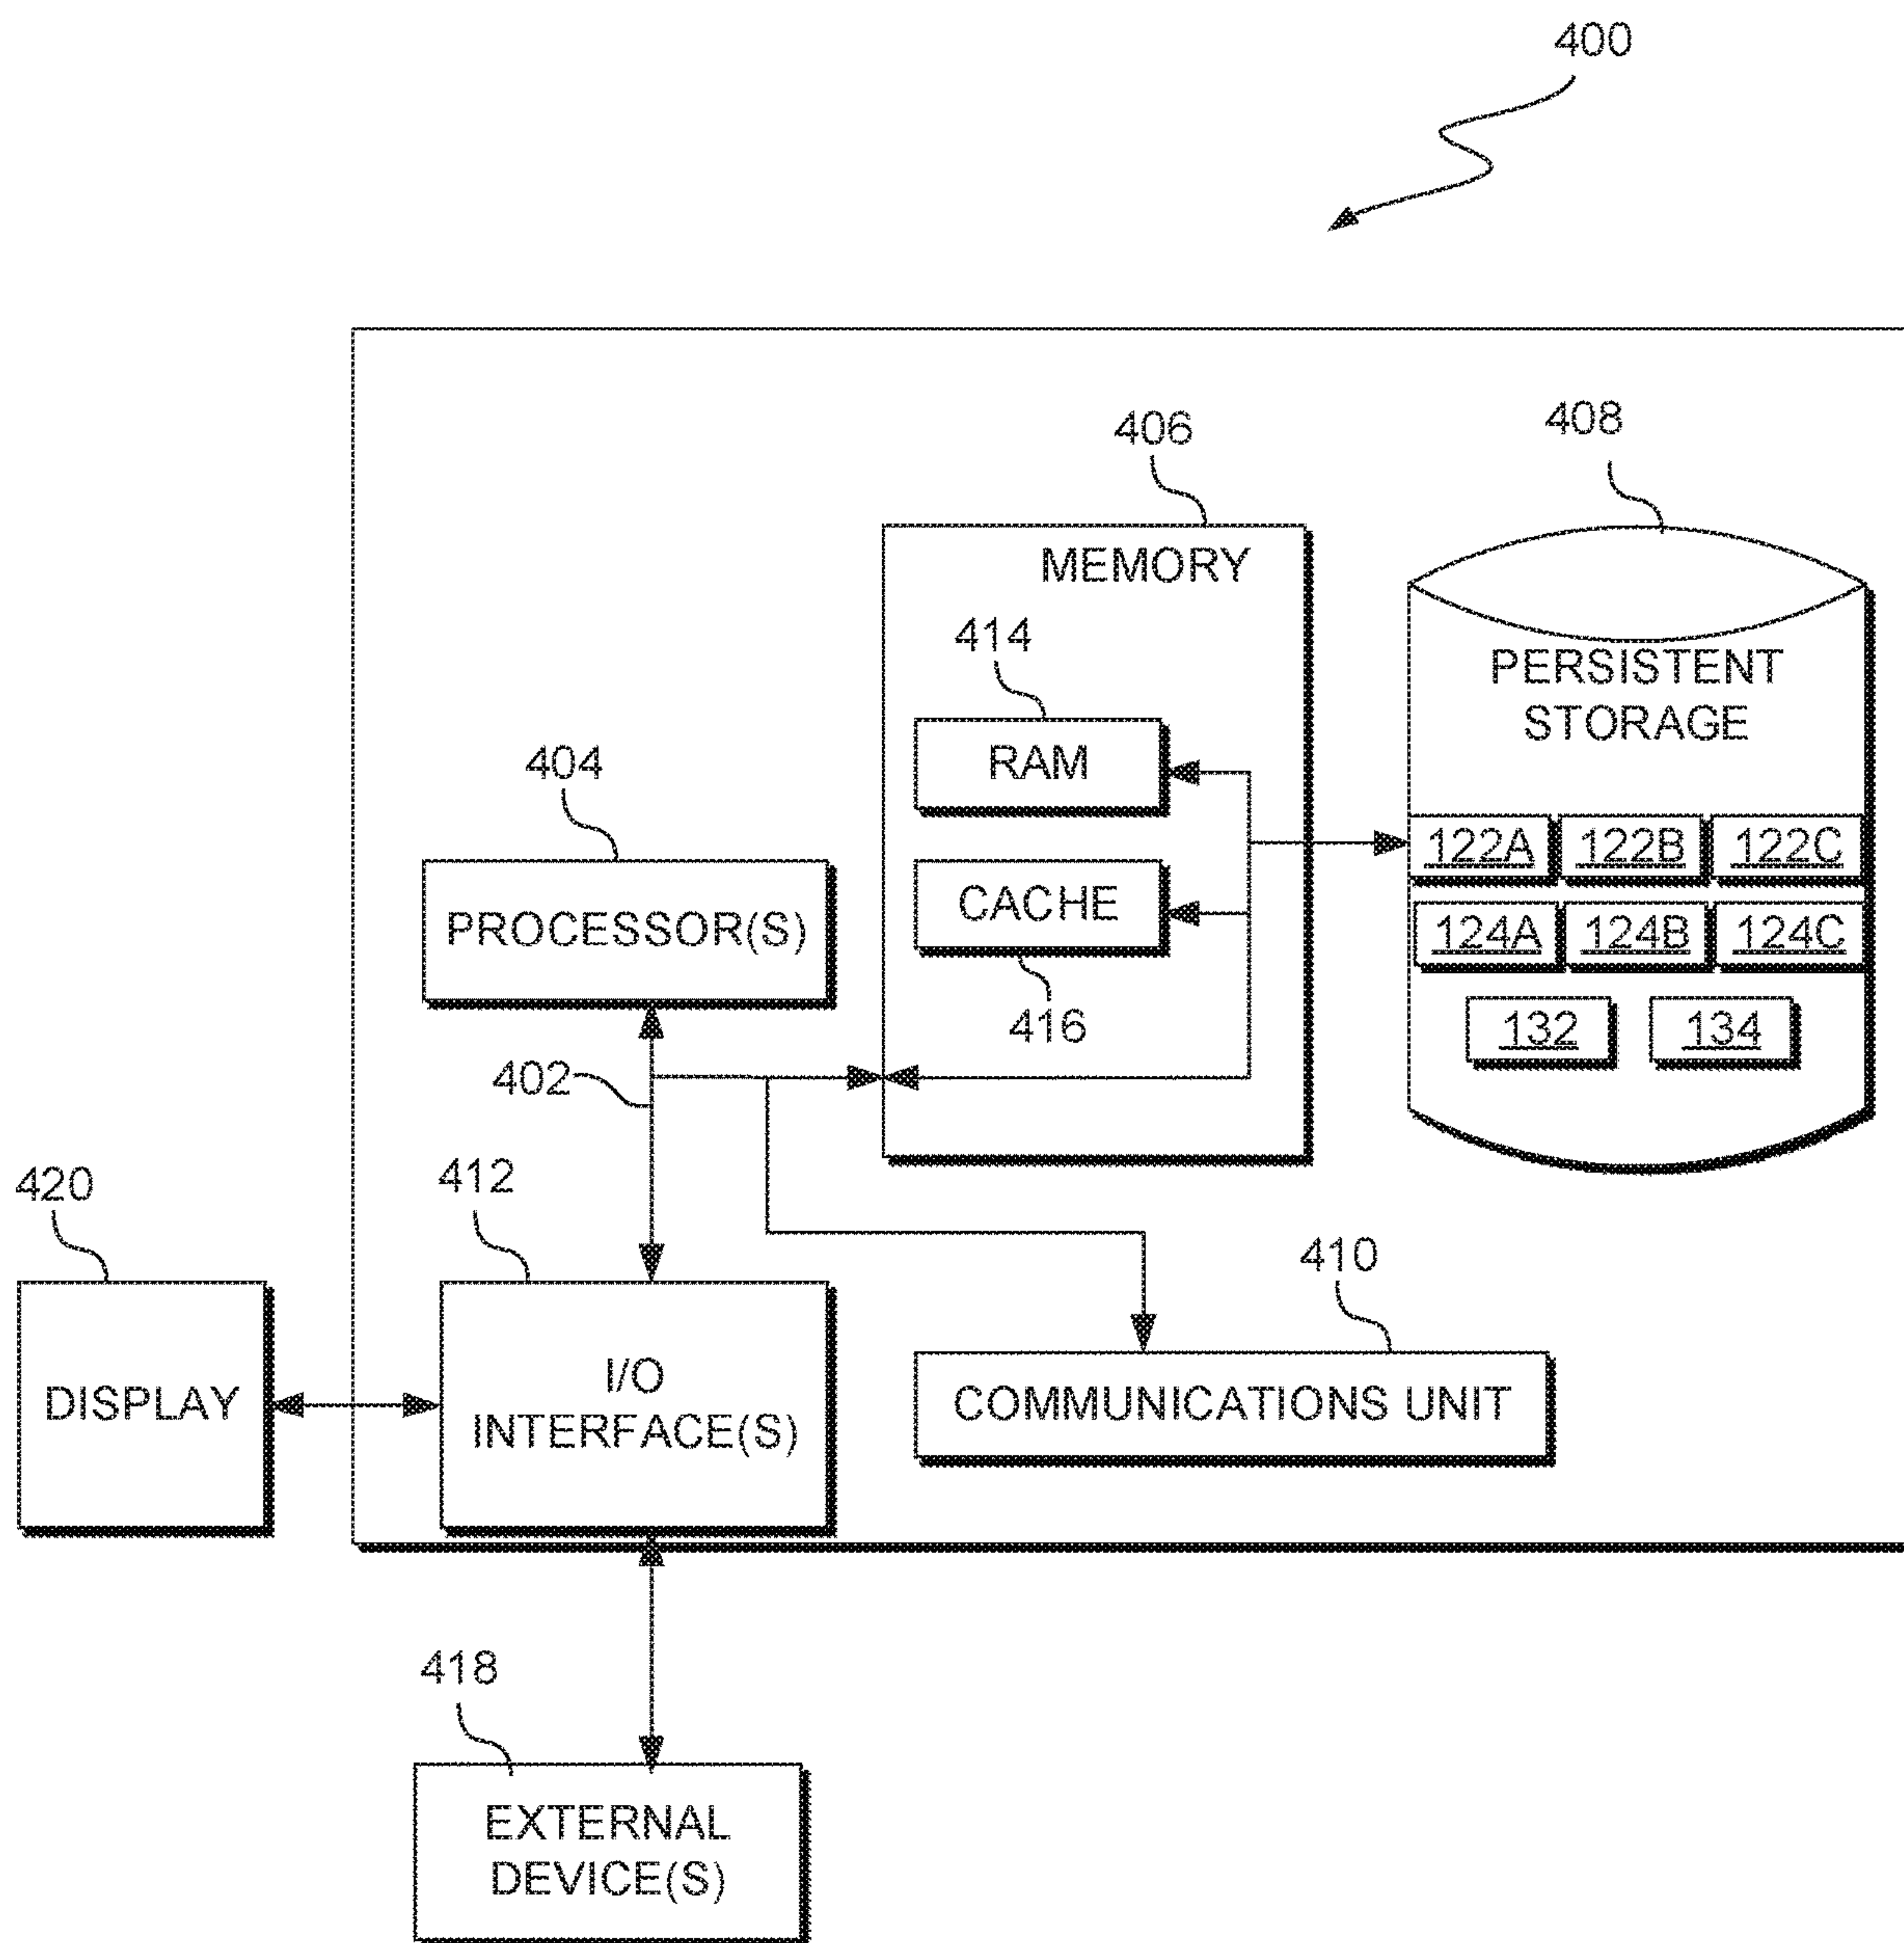 400
406
408
MEMORY
414
PERSISTENT
STORAGE
RAM
404
122A 122B 122C
CACHE
PROCESSOR(S)
124A 124B 124C
416
132 134
402
412
420
410
I/O
INTERFACE(S)
DISPLAY
COMMUNICATIONS UNIT
418
EXTERNAL
DEVICE(S)